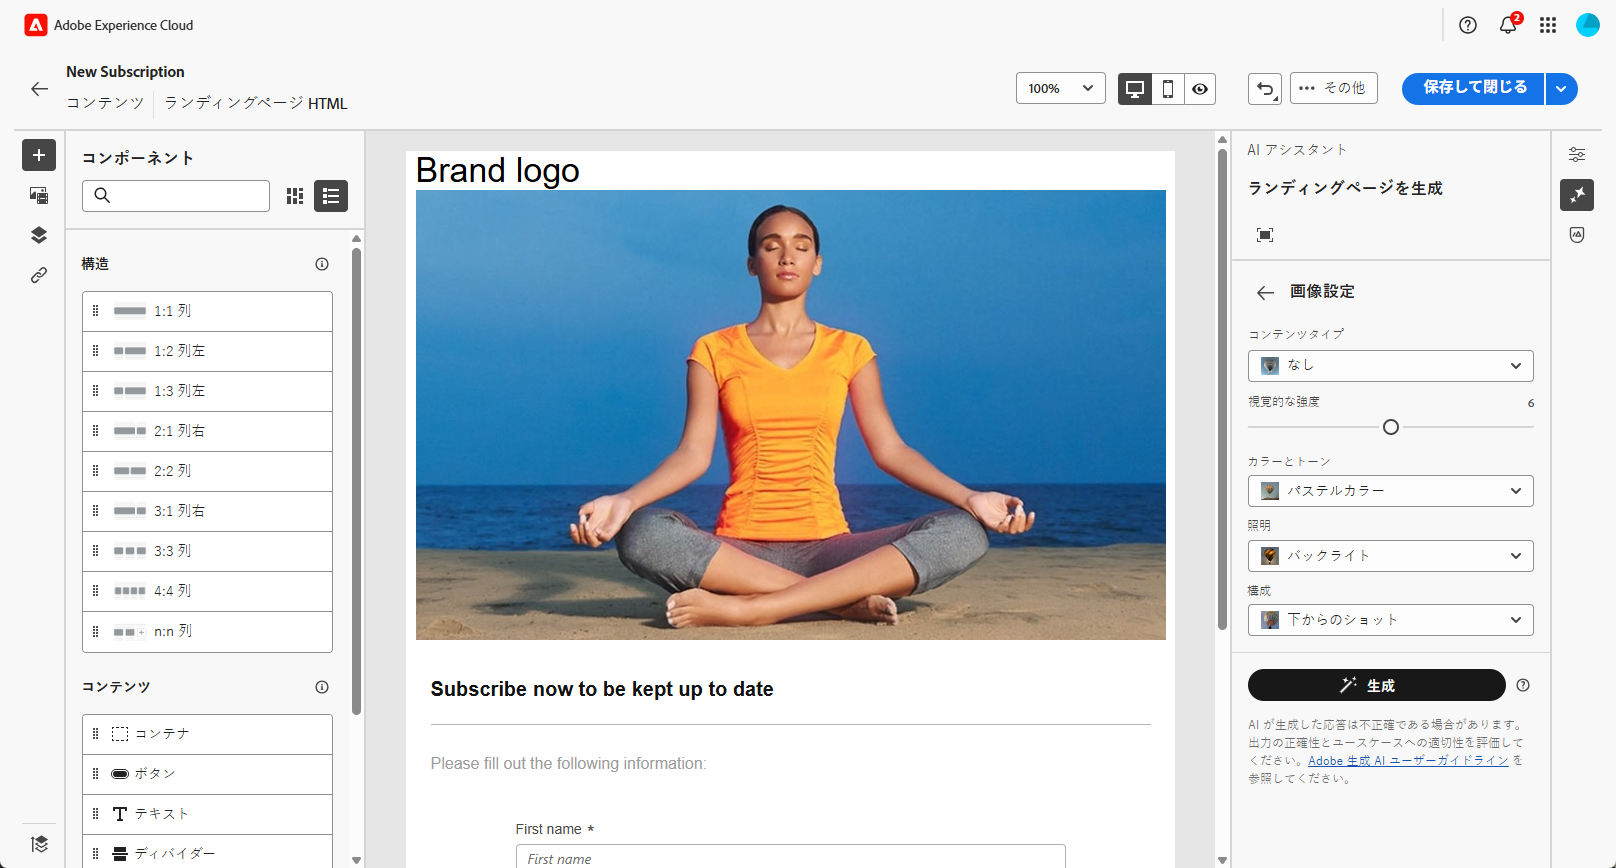 Adobe Experience Cloud
2
New Subscription
コンテンツ
ランディングページ HTML
100%
••• その他
保存して閉じる
コンポーネント
構造
1:1 列
1:2 列左
1:3 列左
2:1 列右
2:2 列
3:1 列右
3:3 列
4:4 列
n:n 列
コンテンツ
コンテナ
ボタン
テキスト
ディバイダー
Brand logo
Subscribe now to be kept up to date
Please fill out the following information:
First name *
First name
AI アシスタント
ランディングページを生成
画像設定
コンテンツタイプ
なし
視覚的な強度
6
カラーとトーン
パステルカラー
照明
バックライト
構成
下からのショット
生成
AI が生成した応答は不正確である場合があります。
出力の正確性とユースケースへの適切性を評価して
ください。Adobe 生成 AI ユーザーガイドライン を
参照してください。